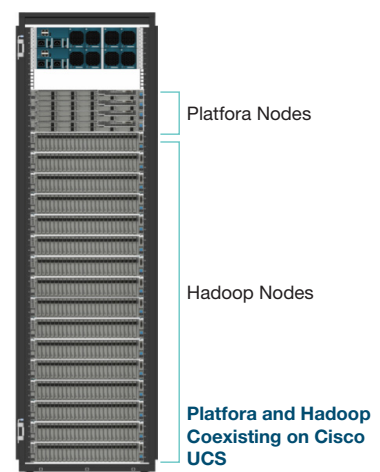 Platfora Nodes
Hadoop Nodes
Platfora and Hadoop
Coexisting on Cisco
UCS